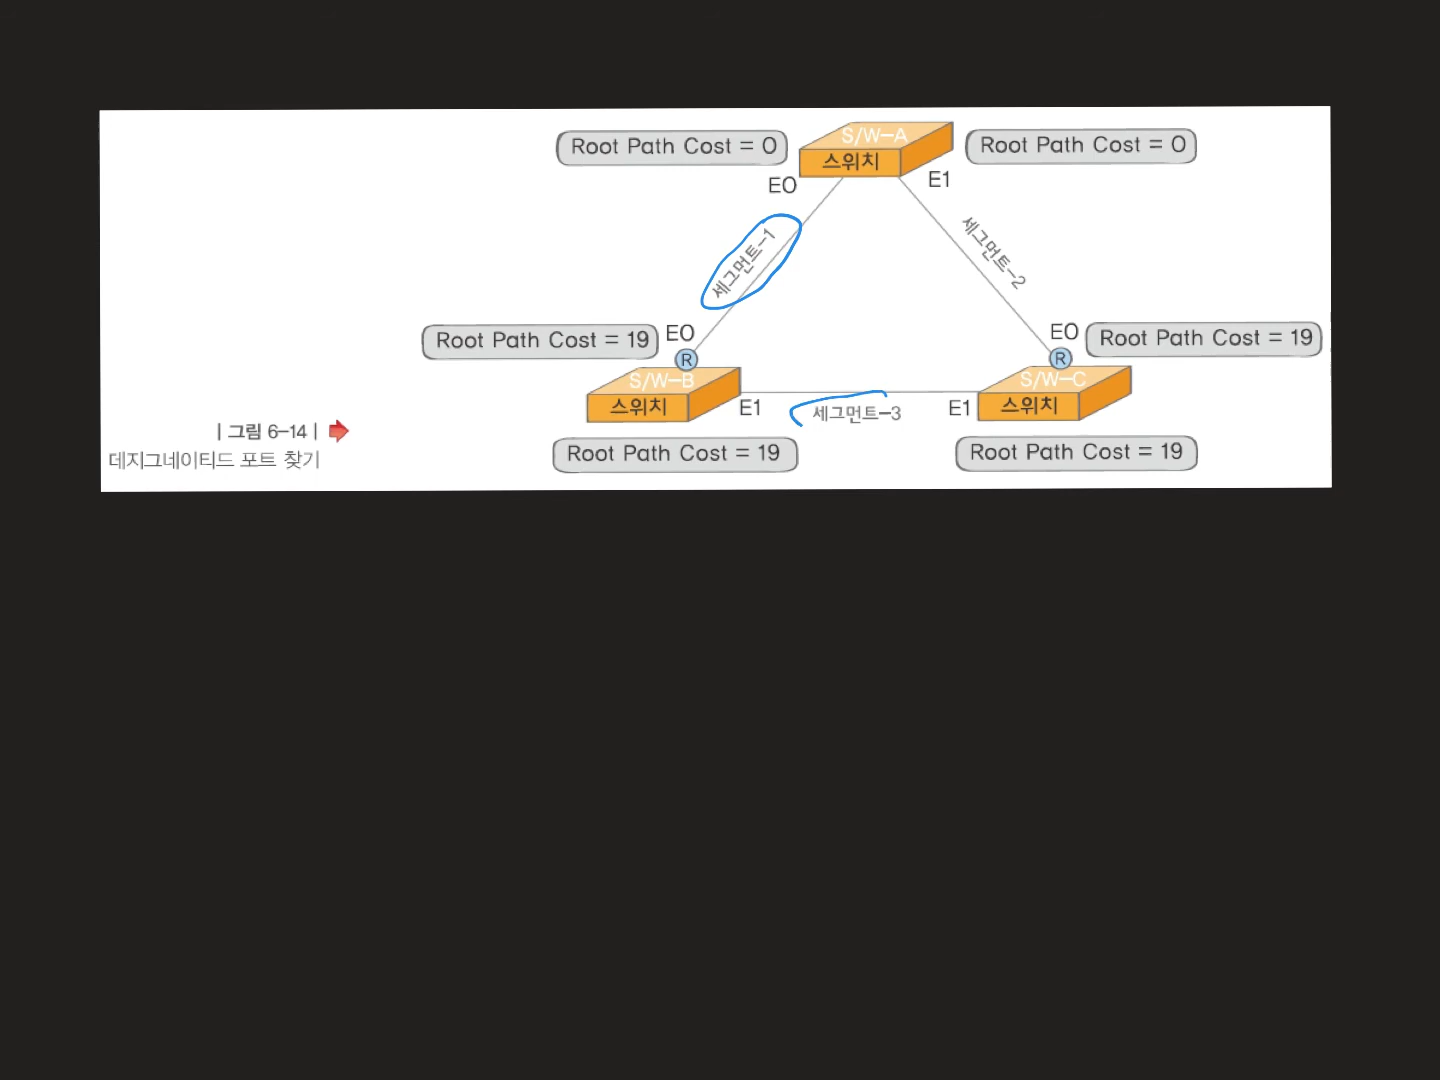 Root Path Cost = 0
S/W-A
스위치
Root Path Cost = 0
E0
E1
세그먼트-1
세그먼트-2
Root Path Cost = 19
E0
R
S/W-B
스위치
E0
Root Path Cost = 19
R
S/W-C
스위치
E1
세그먼트-3
E1
Root Path Cost = 19
Root Path Cost = 19
| 그림 6-14 |
데지그네이티드 포트 찾기